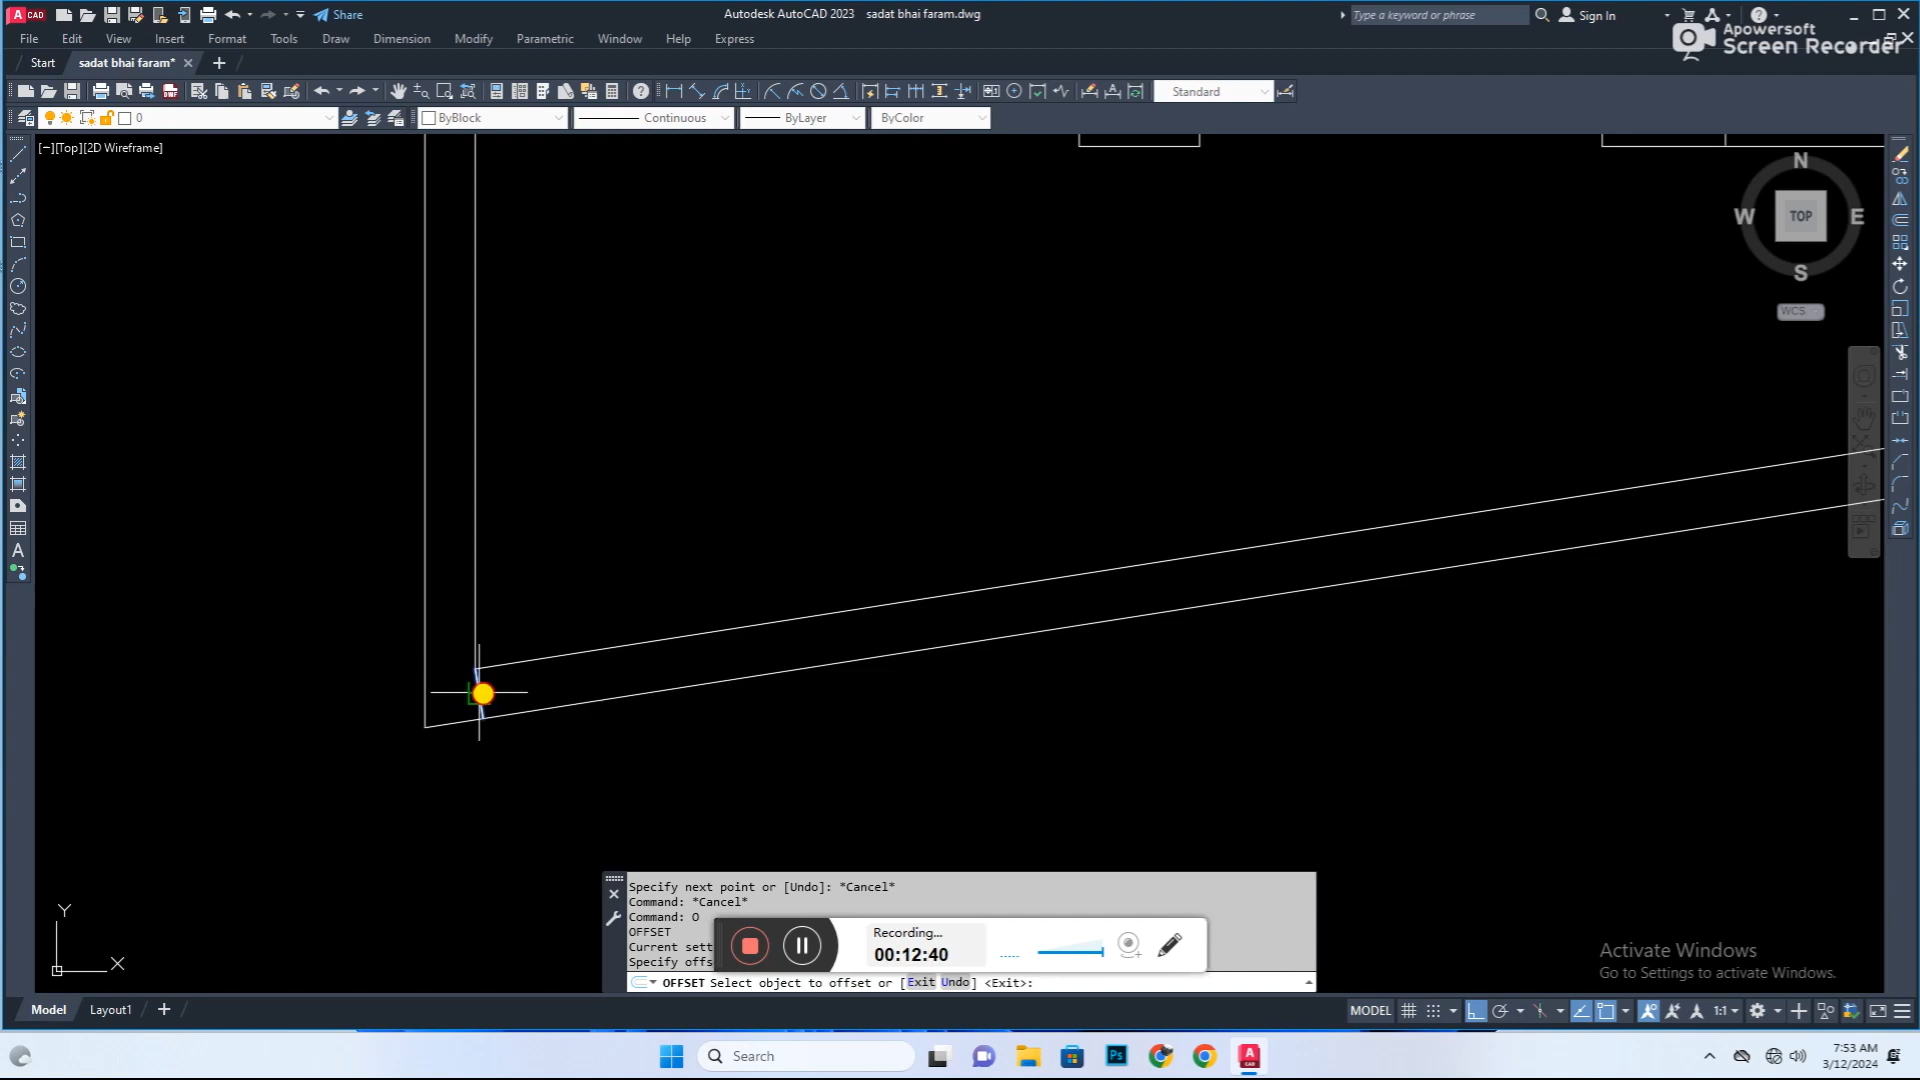 CAD
Share
Autodesk AutoCAD 2023 sadat bhai faram.dwg
Type a keyword or phrase
Sign In
File Edit View Insert Format Tools Draw Dimension Modify Parametric Window Help Express
Apowersoft
Screen Recorder
Start
sadat bhai faram*
Standard
0
ByBlock
Continuous
ByLayer
ByColor
[−][Top][2D Wireframe]
N
W
TOP
E
S
WCS
Specify next point or [Undo]: *Cancel*
Command: *Cancel*
Command: O
OFFSET
Current sett
Specify offs
Recording...
00:12:40
OFFSET Select object to offset or [Exit Undo] <Exit>:
Y
X
Activate Windows
Go to Settings to activate Windows.
Model
Layout1
MODEL
1:1
Search
Ps
A
CAD
7:53 AM
3/12/2024